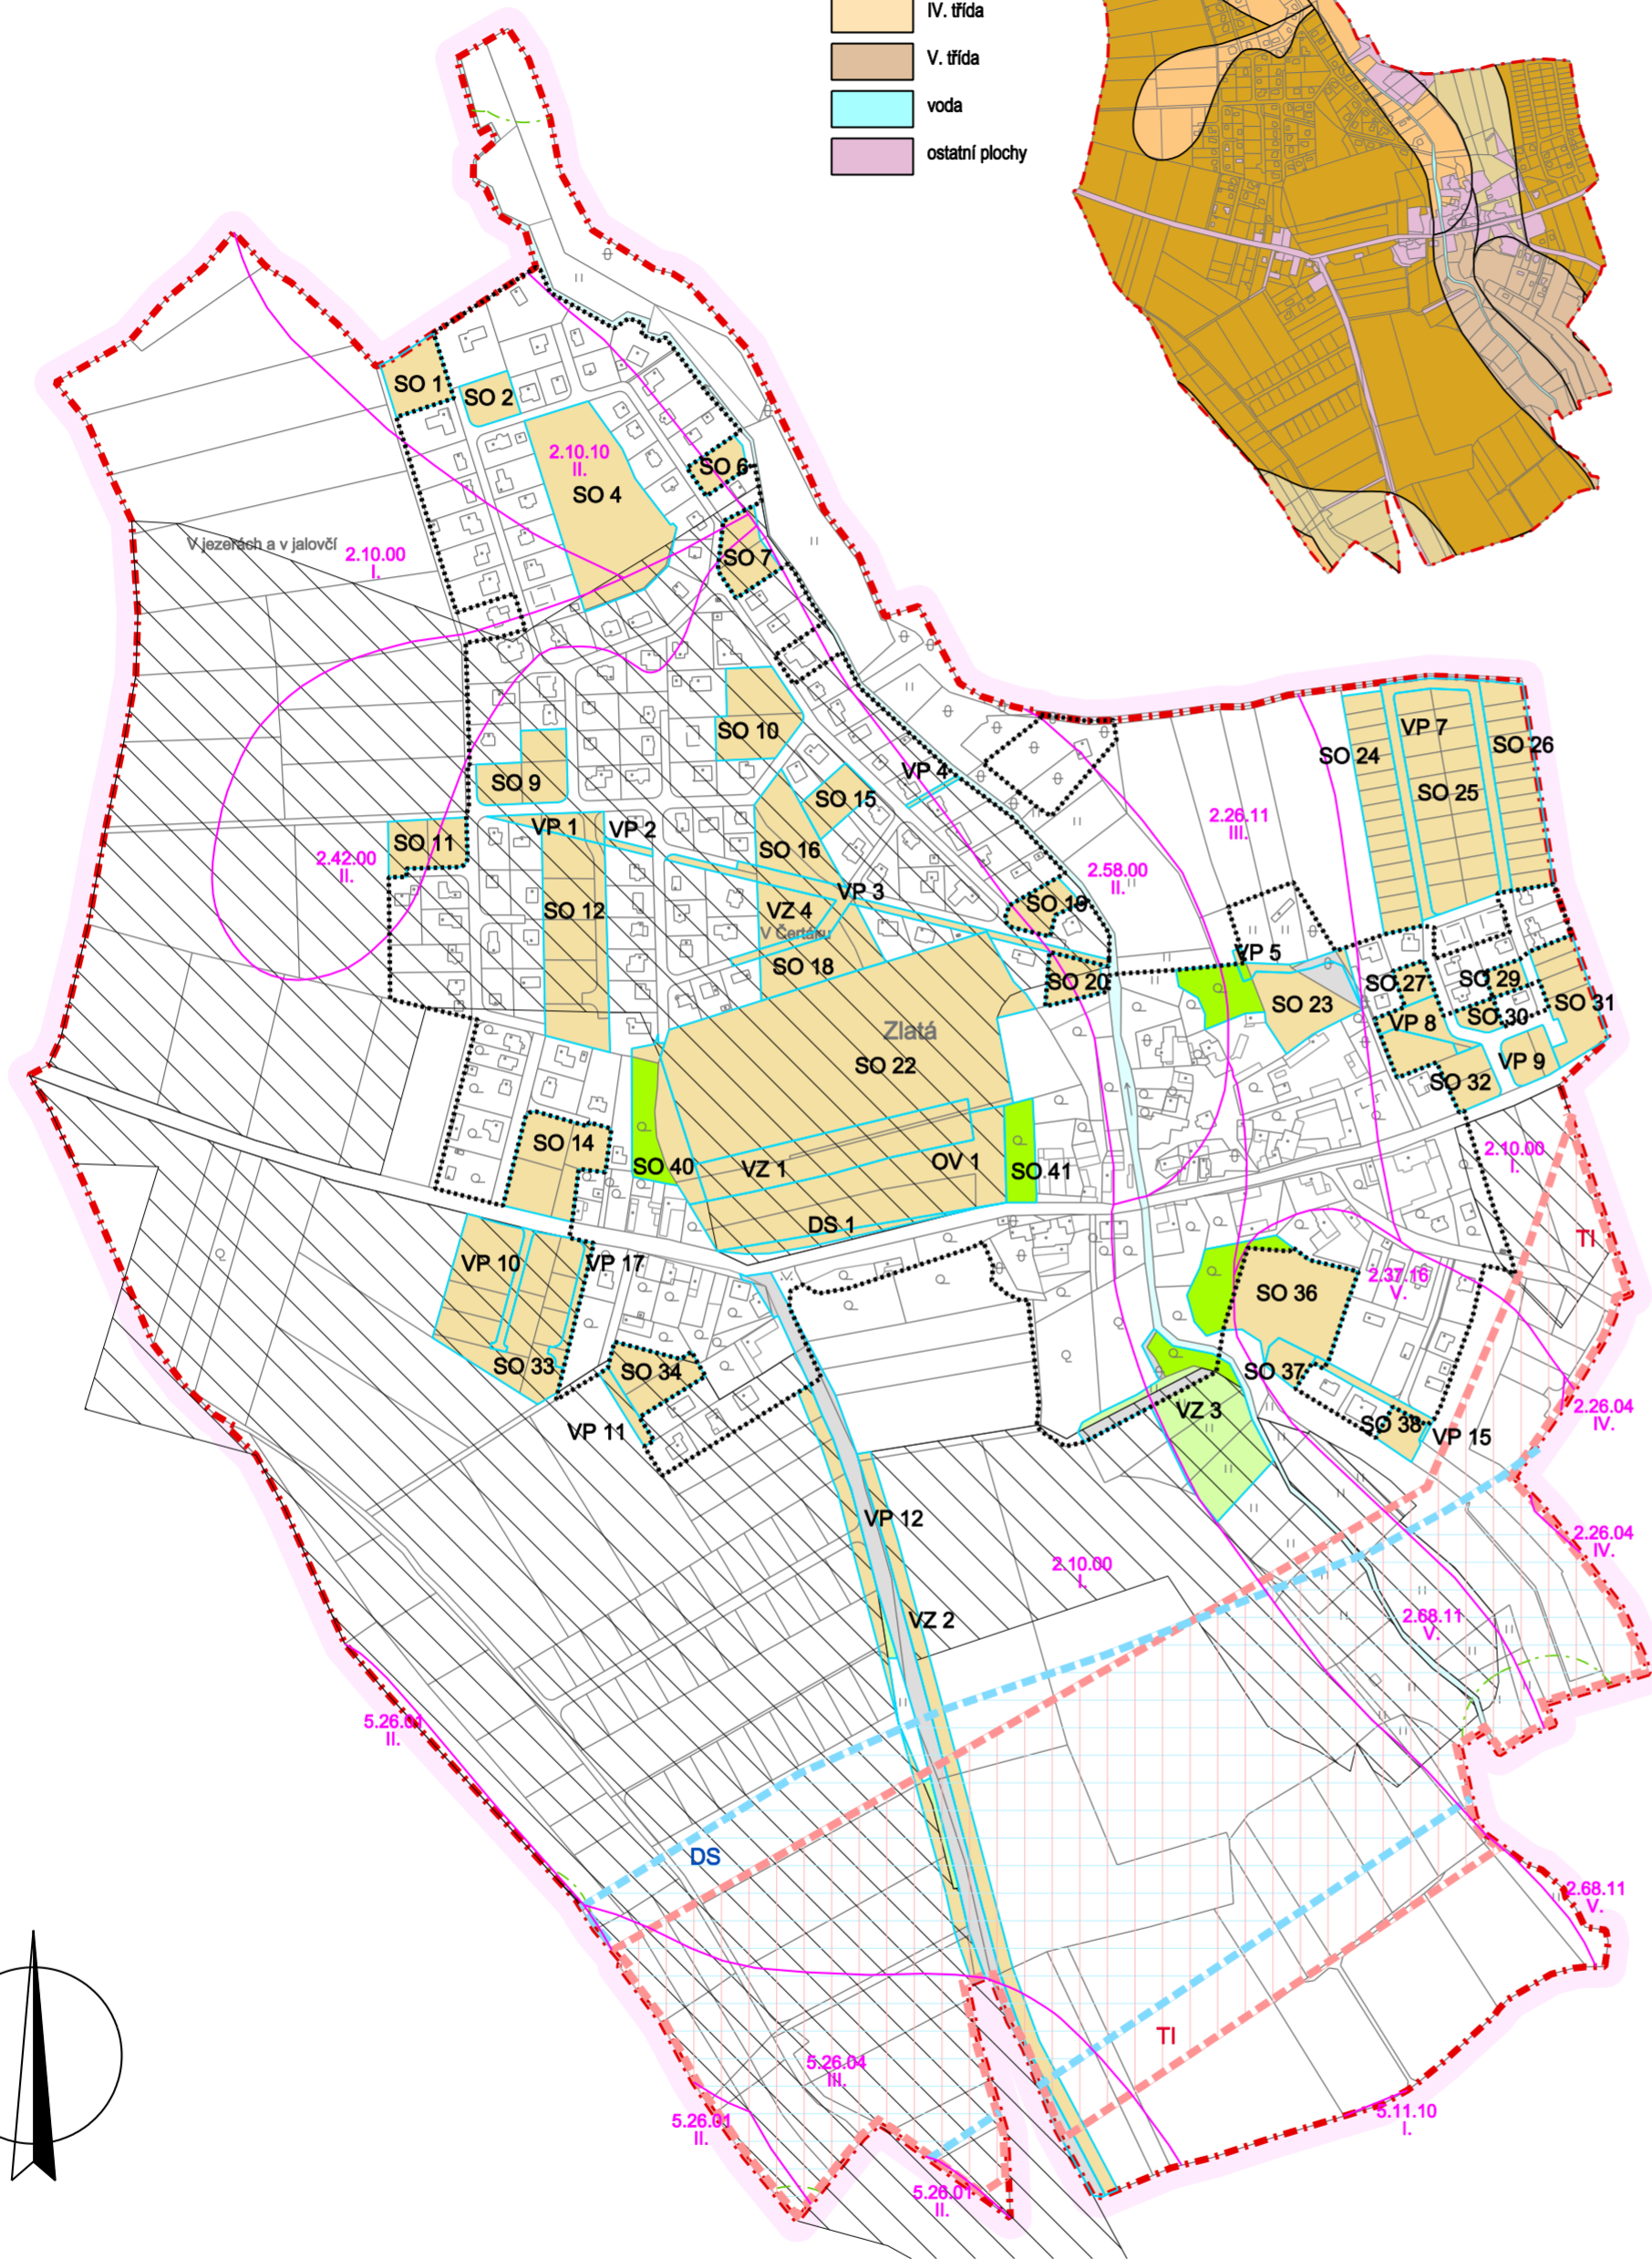 IV. třída
V. třída
voda
ostatní plochy
SO 1
SO 2
2.10.10
II.
SO 4
SO 6
SO 7
V jezerách a v jalovčí
2.10.00
I.
SO 10
SO 9
SO 15
VP 4
SO 24
VP 7
SO 26
SO 25
2.26.11
III.
SO 11
VP 1
VP 2
SO 16
2.42.00
II.
VP 3
2.58.00
II.
SO 12
VZ 4
V Čertáku
SO 19
SO 18
SO 20
VP 5
SO 27
SO 29
SO 23
SO 30
SO 31
VP 8
Zlatá
SO 22
VP 9
SO 32
SO 14
SO 40
VZ 1
OV 1
SO 41
2.10.00
I.
DS 1
TI
VP 10
VP 17
2.37.16
V.
SO 36
SO 33
SO 34
SO 37
VZ 3
2.26.04
IV.
VP 11
SO 38
VP 15
VP 12
2.26.04
IV.
2.10.00
I.
VZ 2
2.68.11
V.
5.26.01
II.
DS
2.68.11
V.
TI
5.26.04
III.
5.26.01
II.
5.11.10
I.
5.26.01
II.